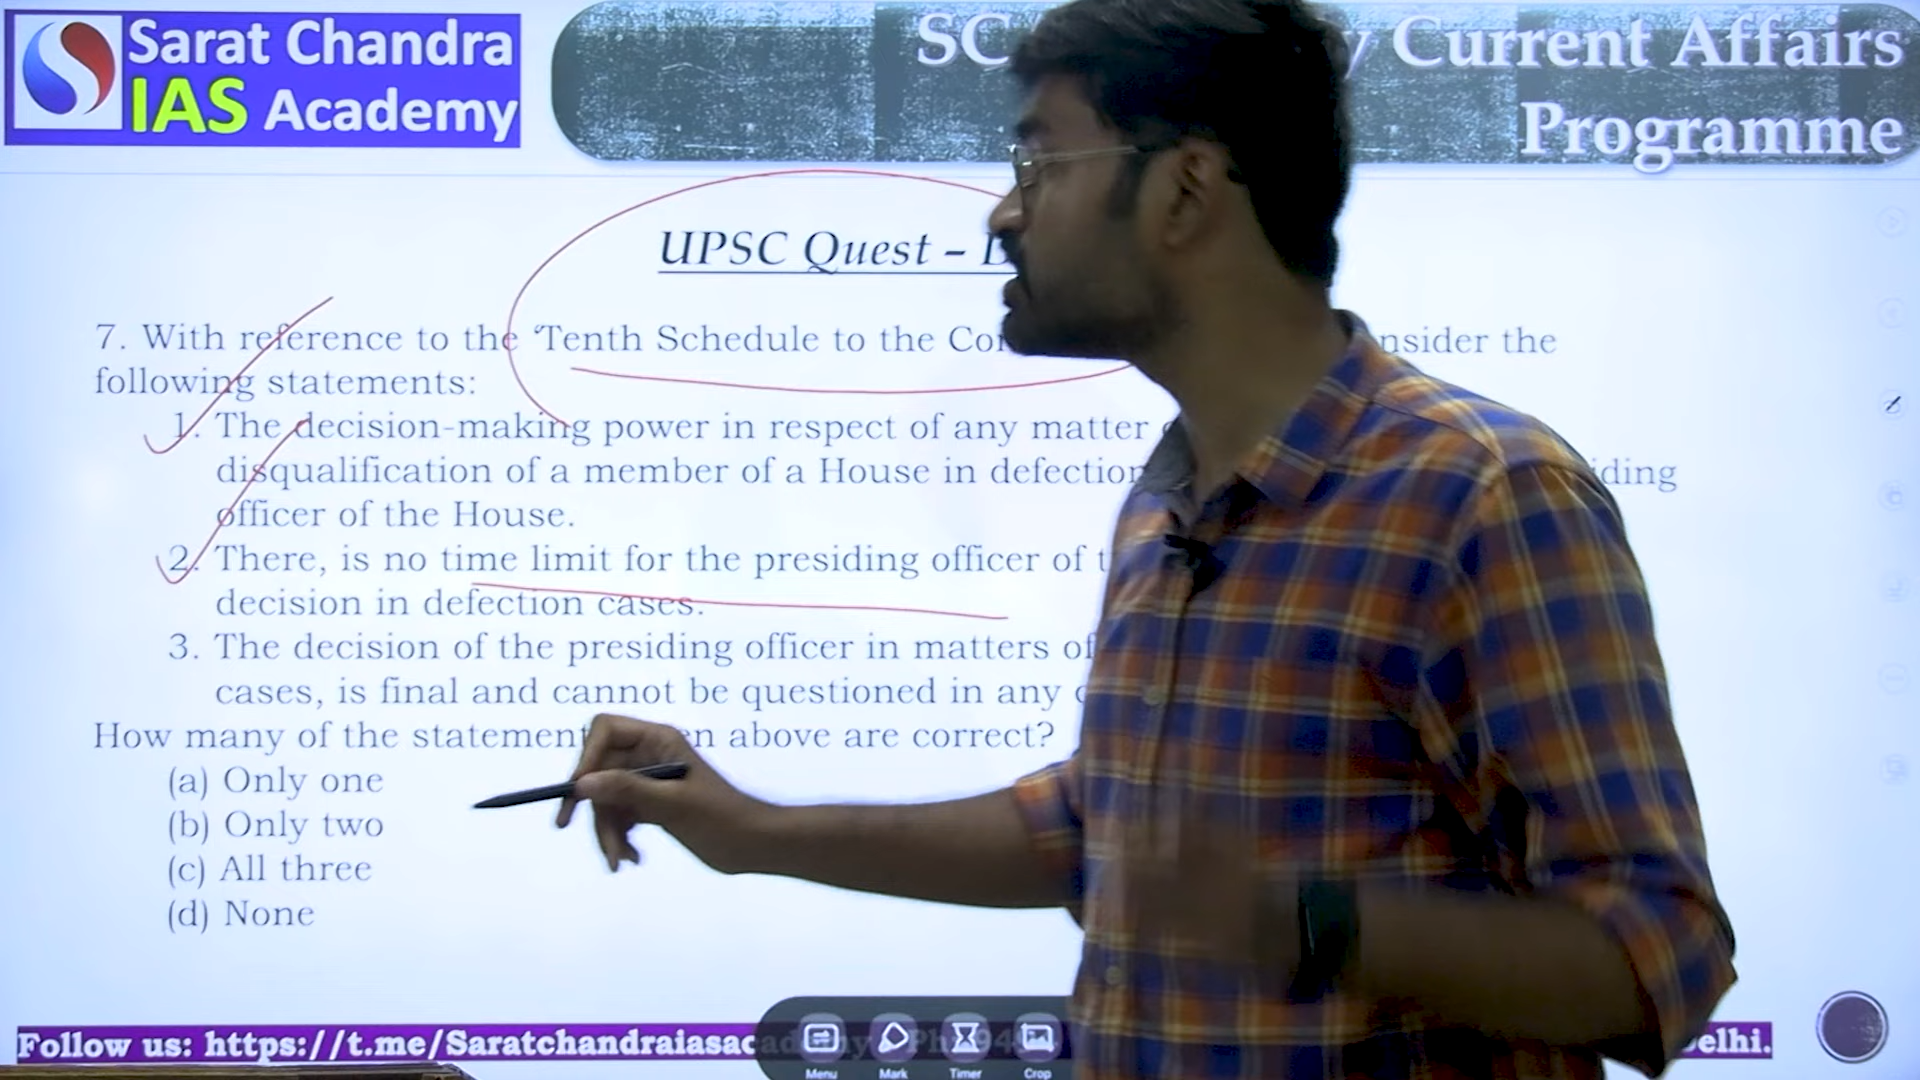 Sarat Chandra
IAS Academy
SC Current Affairs
Programme
UPSC Quest –
7. With reference to the ‘Tenth Schedule to the consider the
following statements:
1. The decision-making power in respect of any matter
disqualification of a member of a House in defection
officer of the House.
2. There, is no time limit for the presiding officer of
decision in defection cases.
3. The decision of the presiding officer in matters of
cases, is final and cannot be questioned in any
How many of the statement above are correct?
(a) Only one
(b) Only two
(c) All three
(d) None
Follow us: https://t.me/Saratchandraiasacademy Delhi.
Menu Mark Timer Crop